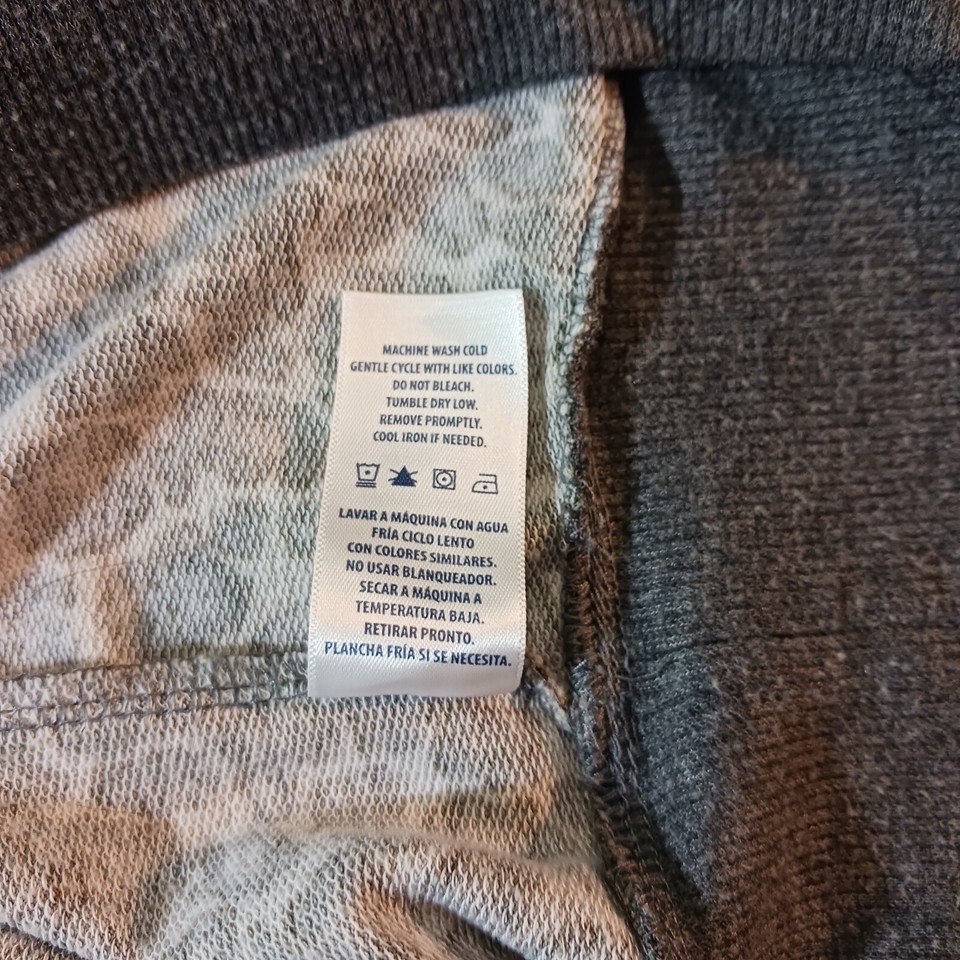 MACHINE WASH COLD
GENTLE CYCLE WITH LIKE COLORS.
DO NOT BLEACH.
TUMBLE DRY LOW.
REMOVE PROMPTLY.
COOL IRON IF NEEDED.
LAVAR A MÁQUINA CON AGUA
FRÍA CICLO LENTO
CON COLORES SIMILARES.
NO USAR BLANQUEADOR.
SECAR A MÁQUINA A
TEMPERATURA BAJA.
RETIRAR PRONTO.
PLANCHA FRÍA SI SE NECESITA.